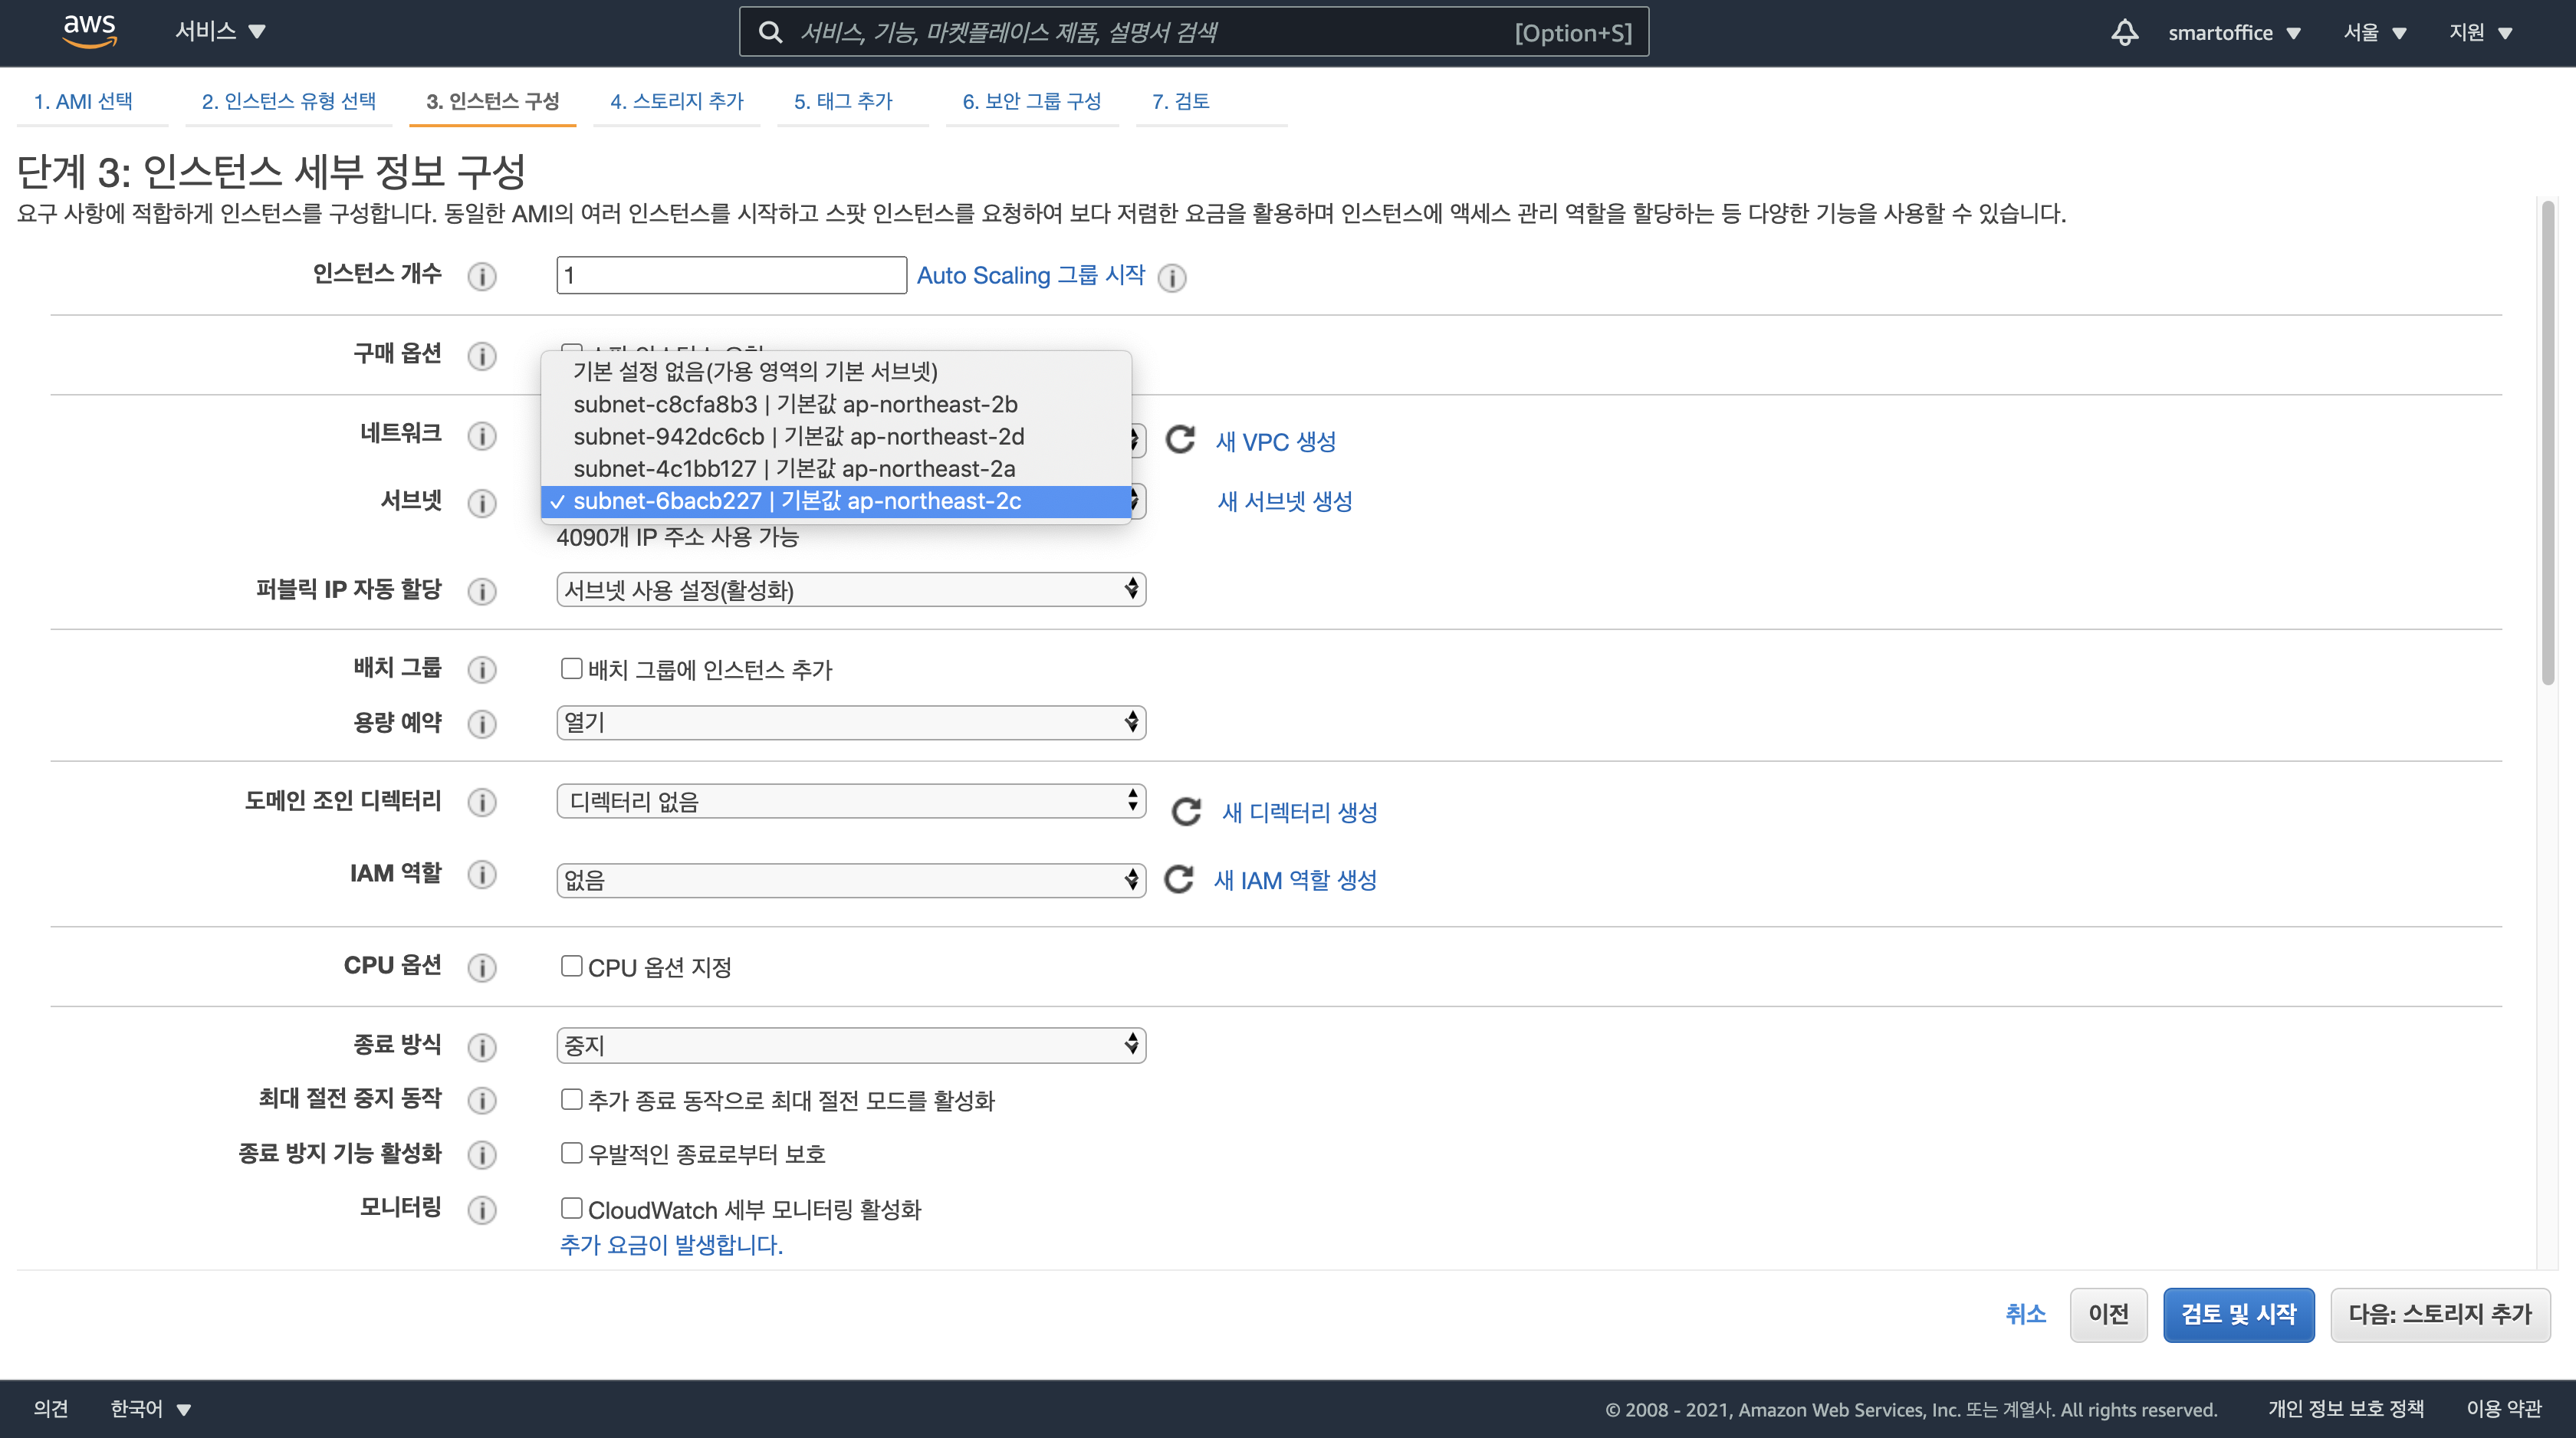 aws 서비스 서비스, 기능, 마켓플레이스 제품, 설명서 검색 [Option+S] smartoffice 서울 지원
1. AMI 선택 2. 인스턴스 유형 선택 3. 인스턴스 구성 4. 스토리지 추가 5. 태그 추가 6. 보안 그룹 구성 7. 검토
단계 3: 인스턴스 세부 정보 구성
요구 사항에 적합하게 인스턴스를 구성합니다. 동일한 AMI의 여러 인스턴스를 시작하고 스팟 인스턴스를 요청하여 보다 저렴한 요금을 활용하며 인스턴스에 액세스 관리 역할을 할당하는 등 다양한 기능을 사용할 수 있습니다.
인스턴스 개수 1 Auto Scaling 그룹 시작
구매 옵션
기본 설정 없음(가용 영역의 기본 서브넷)
subnet-c8cfa8b3 | 기본값 ap-northeast-2b
네트워크 subnet-942dc6cb | 기본값 ap-northeast-2d 새 VPC 생성
subnet-4c1bb127 | 기본값 ap-northeast-2a
서브넷 ✓ subnet-6bacb227 | 기본값 ap-northeast-2c 새 서브넷 생성
4090개 IP 주소 사용 가능
퍼블릭 IP 자동 할당 서브넷 사용 설정(활성화)
배치 그룹 배치 그룹에 인스턴스 추가
용량 예약 열기
도메인 조인 디렉터리 디렉터리 없음 새 디렉터리 생성
IAM 역할 없음 새 IAM 역할 생성
CPU 옵션 CPU 옵션 지정
종료 방식 중지
최대 절전 중지 동작 추가 종료 동작으로 최대 절전 모드를 활성화
종료 방지 기능 활성화 우발적인 종료로부터 보호
모니터링 CloudWatch 세부 모니터링 활성화
추가 요금이 발생합니다.
취소 이전 검토 및 시작 다음: 스토리지 추가
의견 한국어 © 2008 - 2021, Amazon Web Services, Inc. 또는 계열사. All rights reserved. 개인 정보 보호 정책 이용 약관